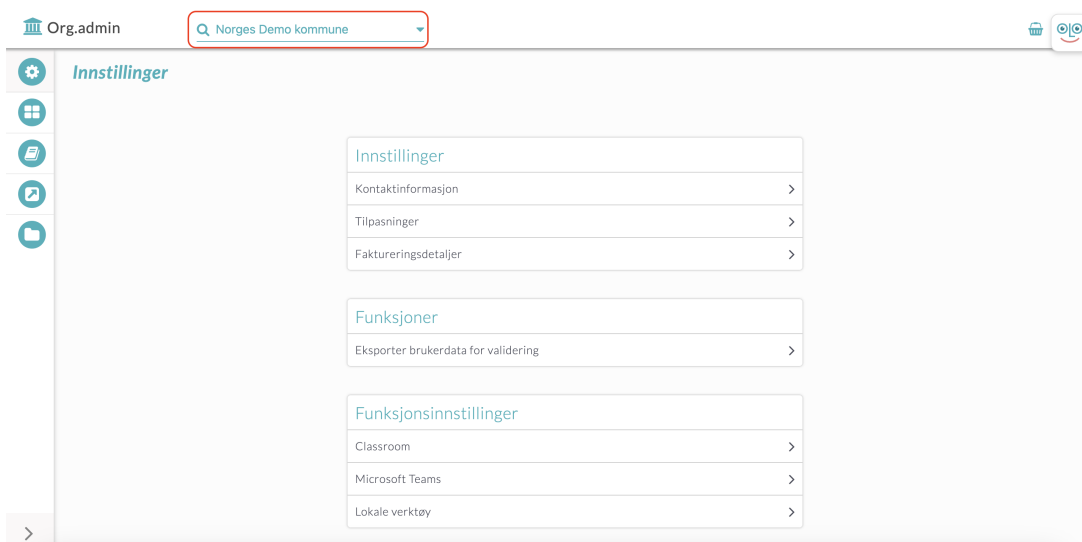 Org.admin
Norges Demo kommune
Innstillinger
Innstillinger
Kontaktinformasjon
Tilpasninger
Faktureringsdetaljer
Funksjoner
Eksporter brukerdata for validering
Funksjonsinnstillinger
Classroom
Microsoft Teams
Lokale verktøy